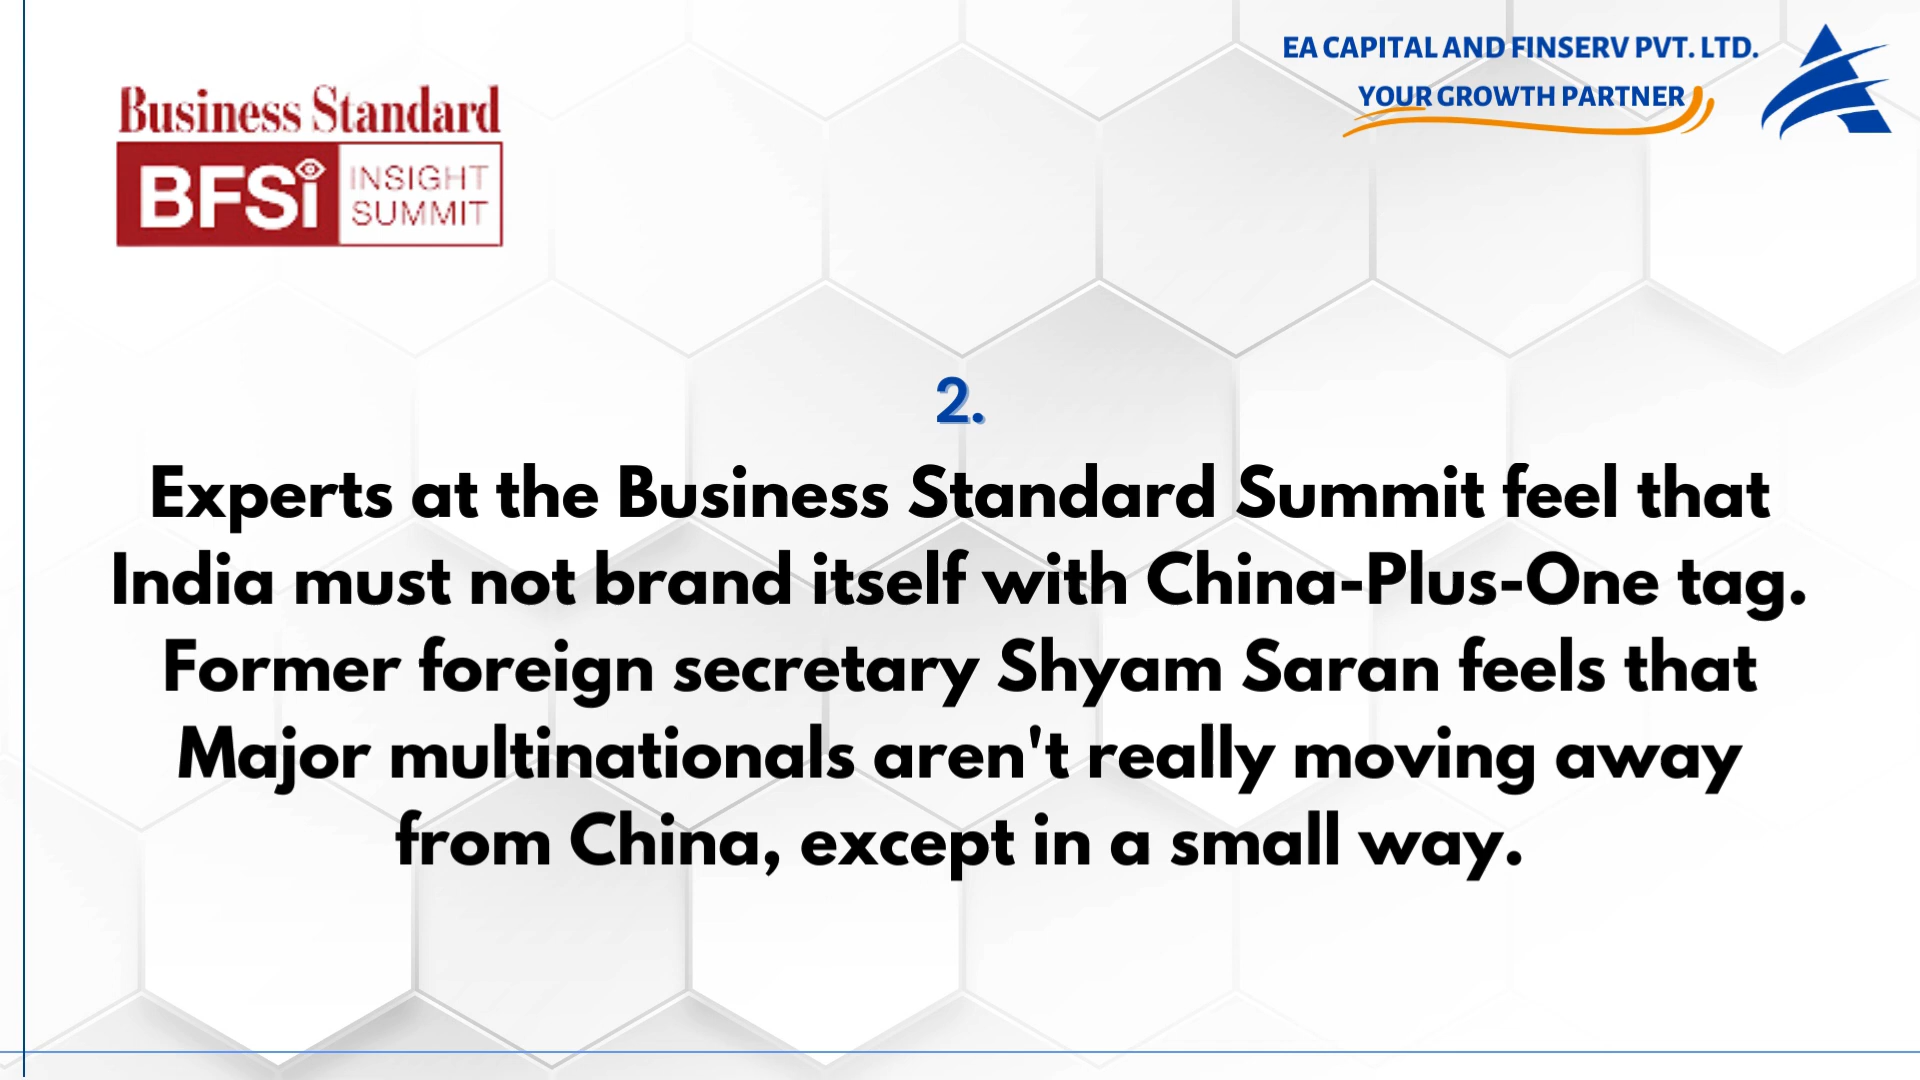 EA CAPITAL AND FINSERV PVT. LTD.
YOUR GROWTH PARTNER
Business Standard
BFSi
INSIGHT
SUMMIT
2.
Experts at the Business Standard Summit feel that
India must not brand itself with China-Plus-One tag.
Former foreign secretary Shyam Saran feels that
Major multinationals aren't really moving away
from China, except in a small way.